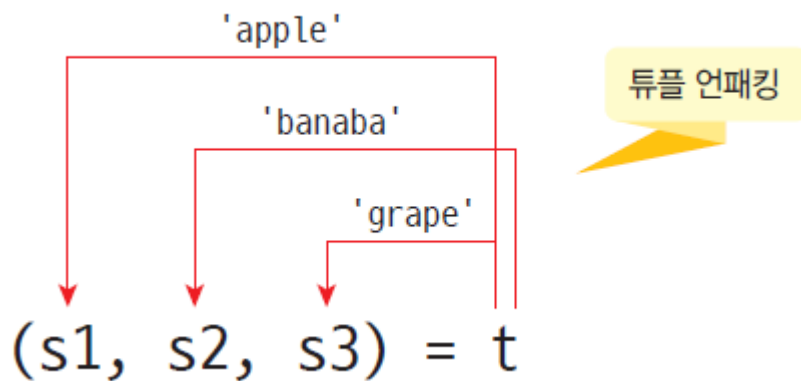 'apple'
튜플 언패킹
'banaba'
'grape'
(s1, s2, s3) = t